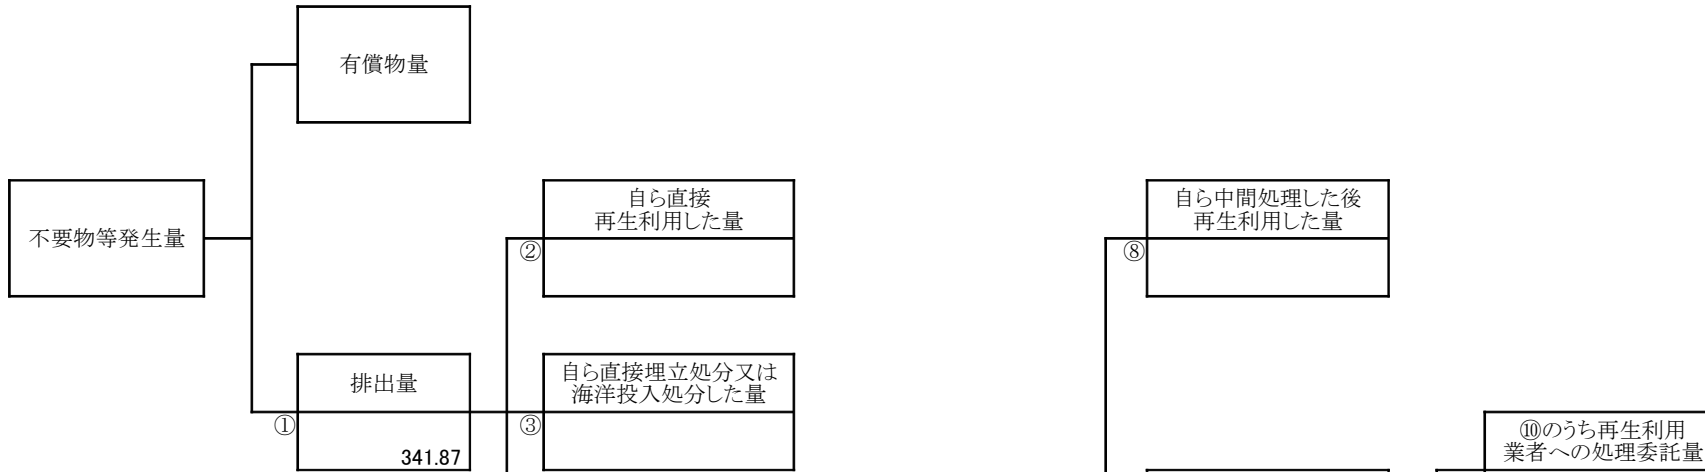 有償物量
不要物等発生量
自ら直接
再生利用した量
②
自ら中間処理した後
再生利用した量
⑧
排出量
①
341.87
自ら直接埋立処分又は
海洋投入処分した量
③
⑩のうち再生利用
業者への処理委託量